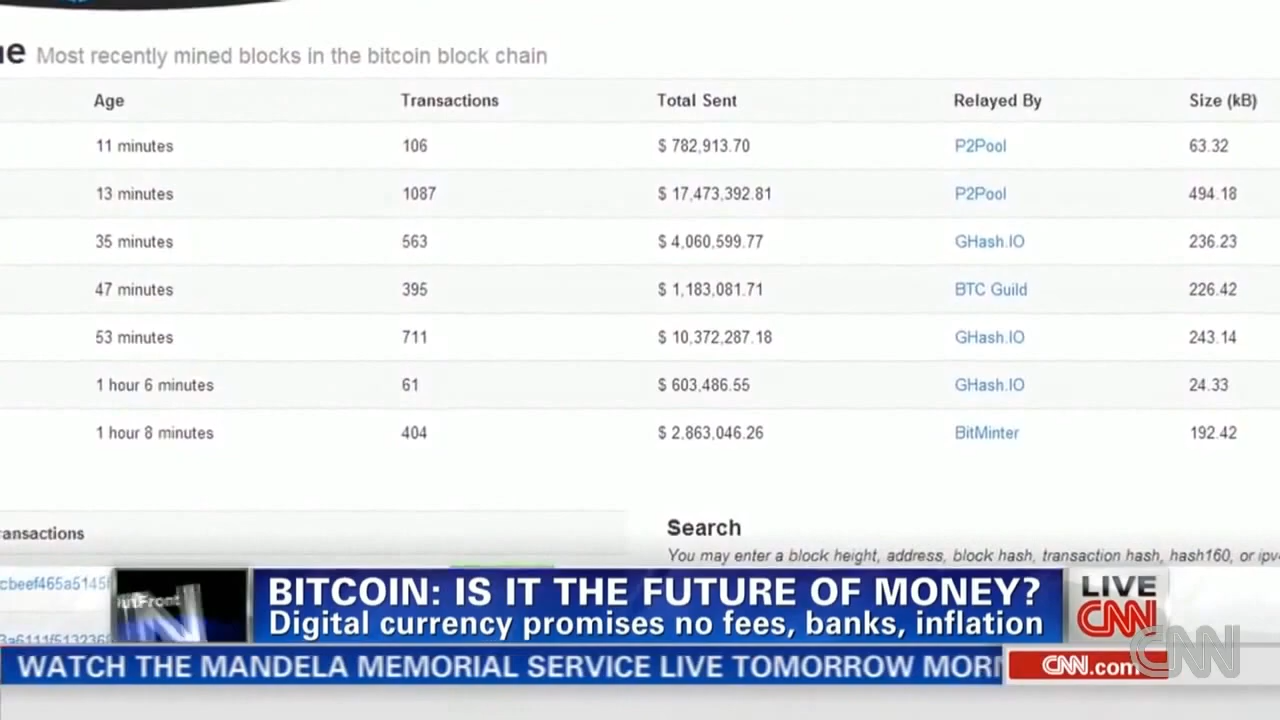 Most recently mined blocks in the bitcoin block chain
Age Transactions Total Sent Relayed By Size (kB)
11 minutes 106 $ 782,913.70 P2Pool 63.32
13 minutes 1087 $ 17,473,392.81 P2Pool 494.18
35 minutes 563 $ 4,060,599.77 GHash.IO 236.23
47 minutes 395 $ 1,183,081.71 BTC Guild 226.42
53 minutes 711 $ 10,372,287.18 GHash.IO 243.14
1 hour 6 minutes 61 $ 603,486.55 GHash.IO 24.33
1 hour 8 minutes 404 $ 2,863,046.26 BitMinter 192.42
ansactions
Search
You may enter a block height, address, block hash, transaction hash, hash160, or ipv
cbeef465a5145
OutFront
BITCOIN: IS IT THE FUTURE OF MONEY?
Digital currency promises no fees, banks, inflation
LIVE
CNN
WATCH THE MANDELA MEMORIAL SERVICE LIVE TOMORROW MORN
CNN.com
CNN